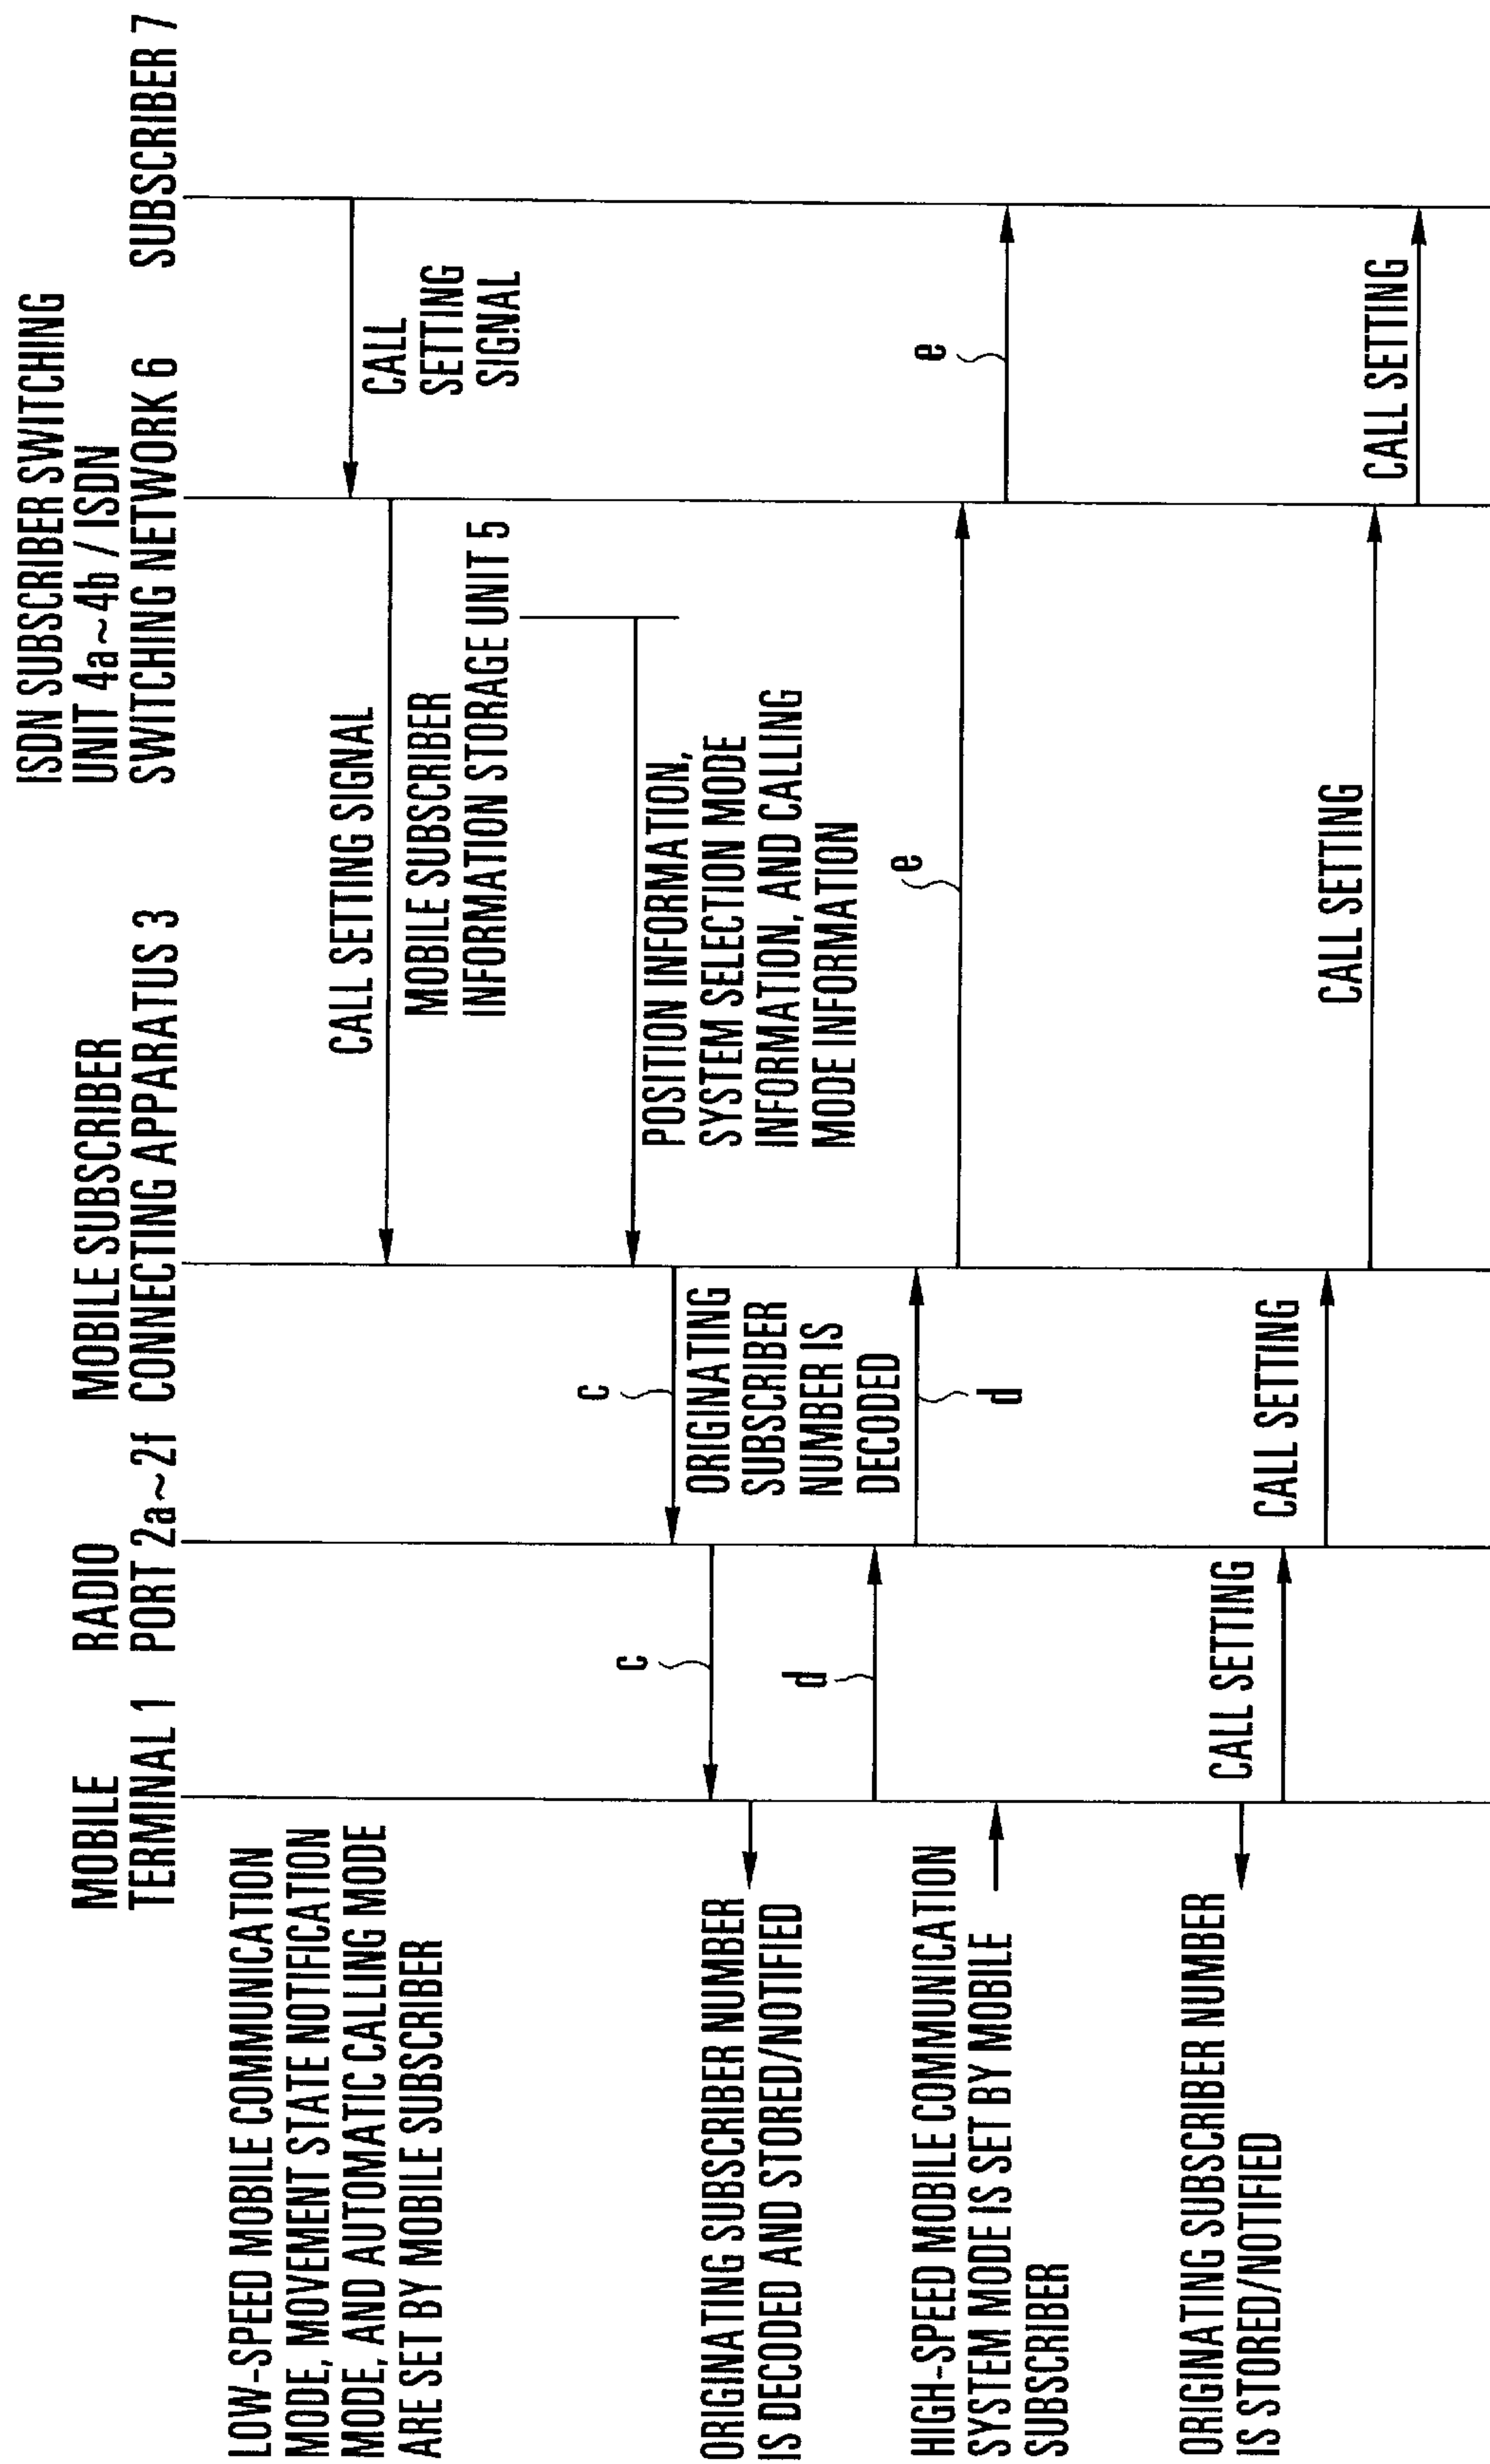 MOBILE
TERMINAL 1
RADIO
PORT 2a~2f
MOBILE SUBSCRIBER
CONNECTING APPARATUS 3
ISDN SUBSCRIBER SWITCHING
UNIT 4a~4b / ISDN
SWITCHING NETWORK 6
SUBSCRIBER 7
LOW-SPEED MOBILE COMMUNICATION
MODE, MOVEMENT STATE NOTIFICATION
MODE, AND AUTOMATIC CALLING MODE
ARE SET BY MOBILE SUBSCRIBER
CALL
SETTING
SIGNAL
CALL SETTING SIGNAL
MOBILE SUBSCRIBER
INFORMATION STORAGE UNIT 5
POSITION INFORMATION,
SYSTEM SELECTION MODE
INFORMATION, AND CALLING
MODE INFORMATION
c
ORIGINATING
SUBSCRIBER
NUMBER IS
DECODED
c
ORIGINATING SUBSCRIBER NUMBER
IS DECODED AND STORED/NOTIFIED
d
d
e
e
HIGH-SPEED MOBILE COMMUNICATION
SYSTEM MODE IS SET BY MOBILE
SUBSCRIBER
ORIGINATING SUBSCRIBER NUMBER
IS STORED/NOTIFIED
CALL SETTING
CALL SETTING
CALL SETTING
CALL SETTING